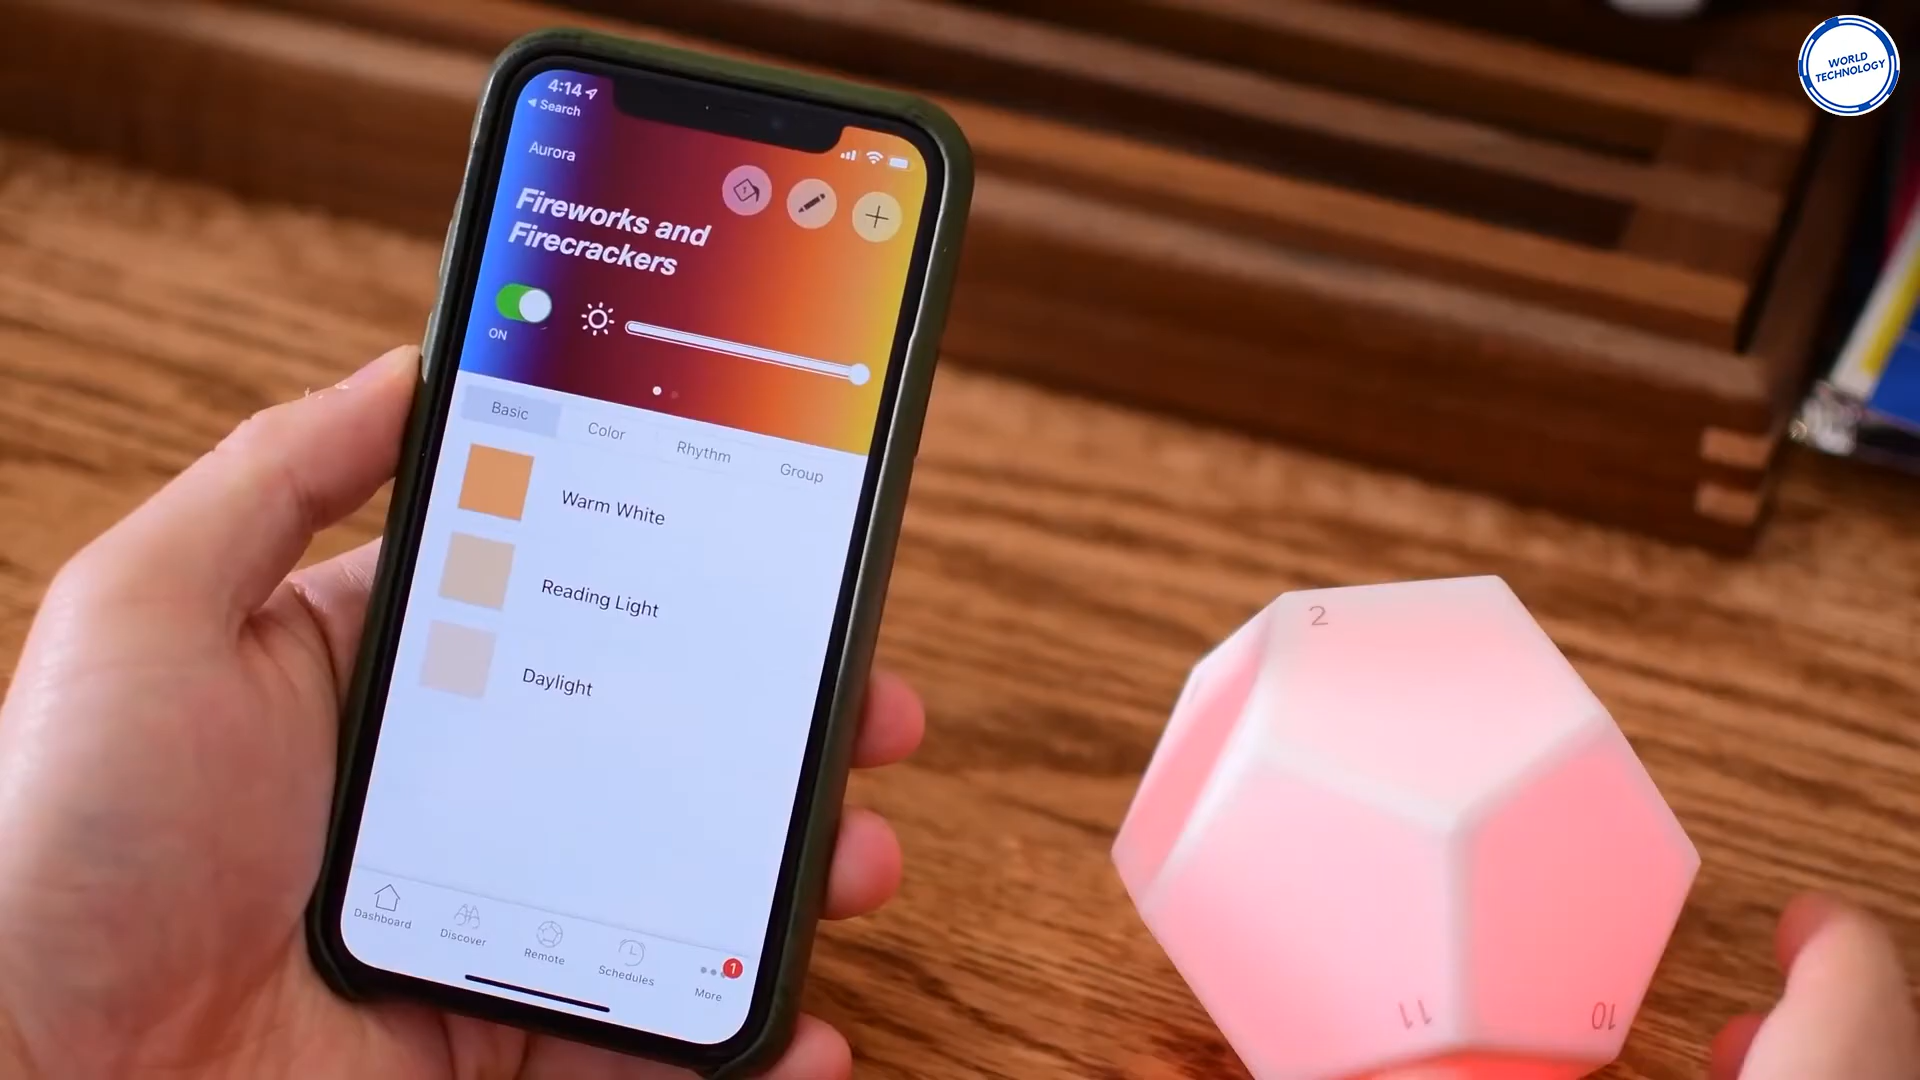 WORLD
TECHNOLOGY
4:14
Search
Aurora
Fireworks and
Firecrackers
ON
Basic
Color
Rhythm
Group
Warm White
Reading Light
Daylight
Dashboard
Discover
Remote
Schedules
1
More
2
11
10